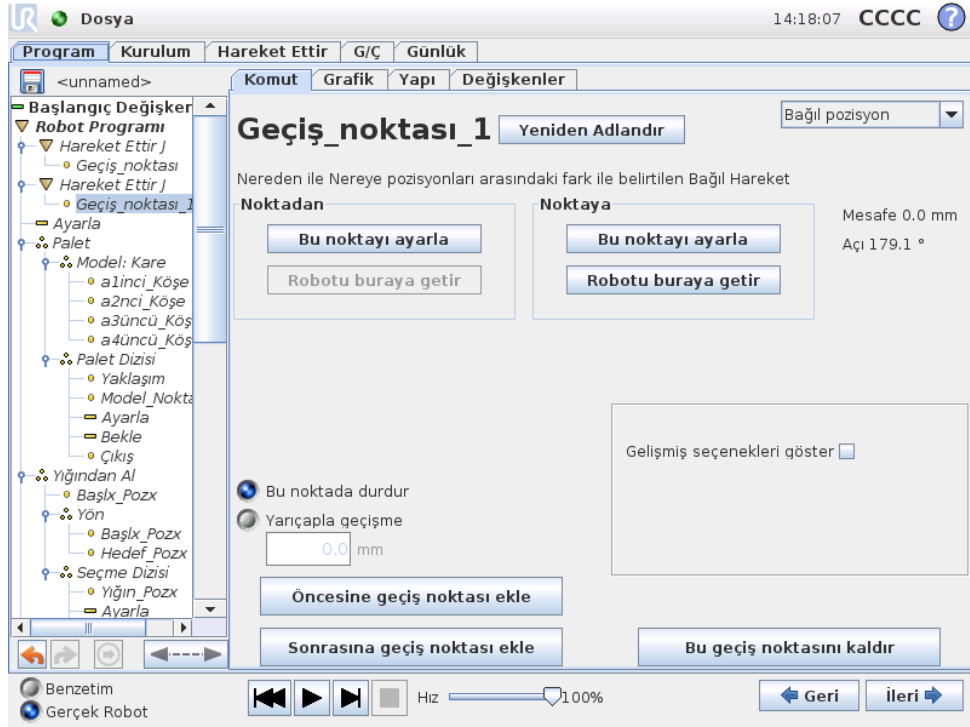 UR Dosya 14:18:07 CCCC ?
Program Kurulum Hareket Ettir G/Ç Günlük
<unnamed>
Komut Grafik Yapı Değişkenler
Başlangıç Değişker
Robot Programı
Hareket Ettir J
Geçiş_noktası
Hareket Ettir J
Geçiş_noktası_1
Ayarla
Palet
Model: Kare
a1inci_Köşe
a2nci_Köşe
a3üncü_Köş
a4üncü_Köş
Palet Dizisi
Yaklaşım
Model_Nokta
Ayarla
Bekle
Çıkış
Yığından Al
Başlx_Pozx
Yön
Başlx_Pozx
Hedef_Pozx
Seçme Dizisi
Yığın_Pozx
Ayarla
Geçiş_noktası_1 Yeniden Adlandır
Bağıl pozisyon
Nereden ile Nereye pozisyonları arasındaki fark ile belirtilen Bağıl Hareket
Noktadan
Bu noktayı ayarla
Robotu buraya getir
Noktaya
Bu noktayı ayarla
Robotu buraya getir
Mesafe 0.0 mm
Açı 179.1 °
Gelişmiş seçenekleri göster
Bu noktada durdur
Yarıçapla geçişme
0.0 mm
Öncesine geçiş noktası ekle
Sonrasına geçiş noktası ekle
Bu geçiş noktasını kaldır
Benzetim
Gerçek Robot
Hız 100%
Geri İleri